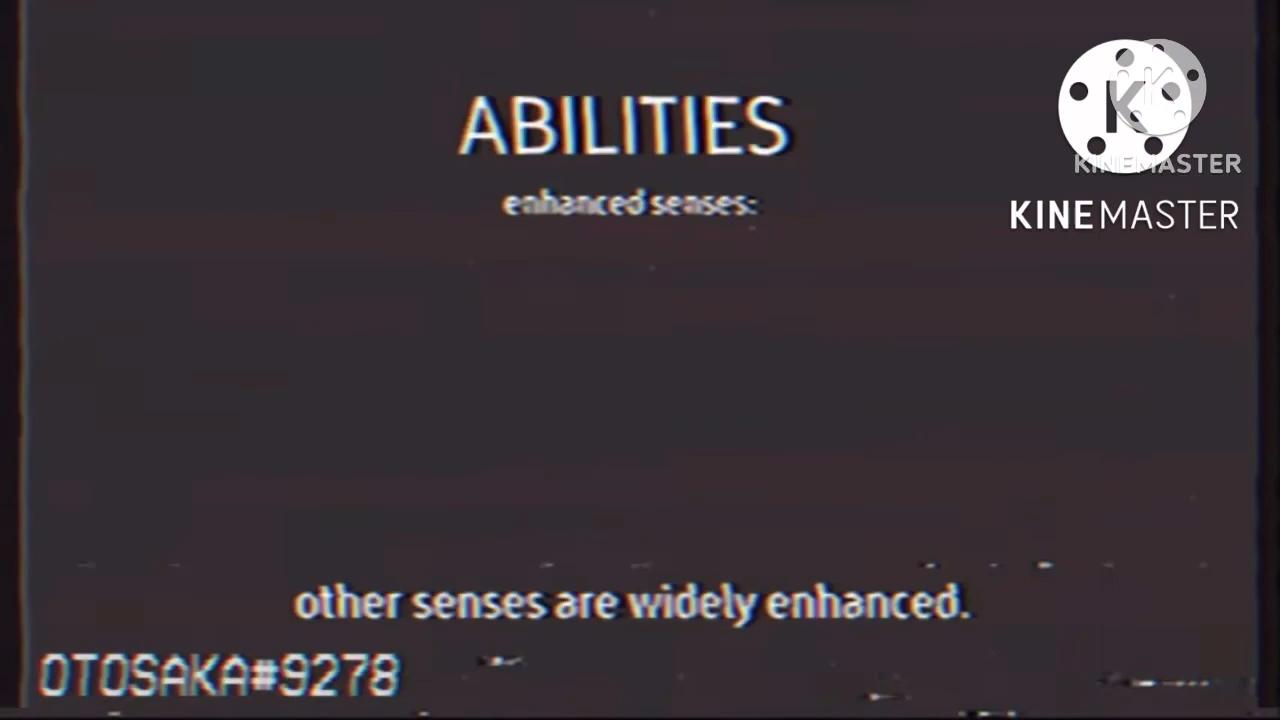 ABILITIES
enhanced senses:
KINEMASTER
KINEMASTER
other senses are widely enhanced.
OTOSAKA#9278